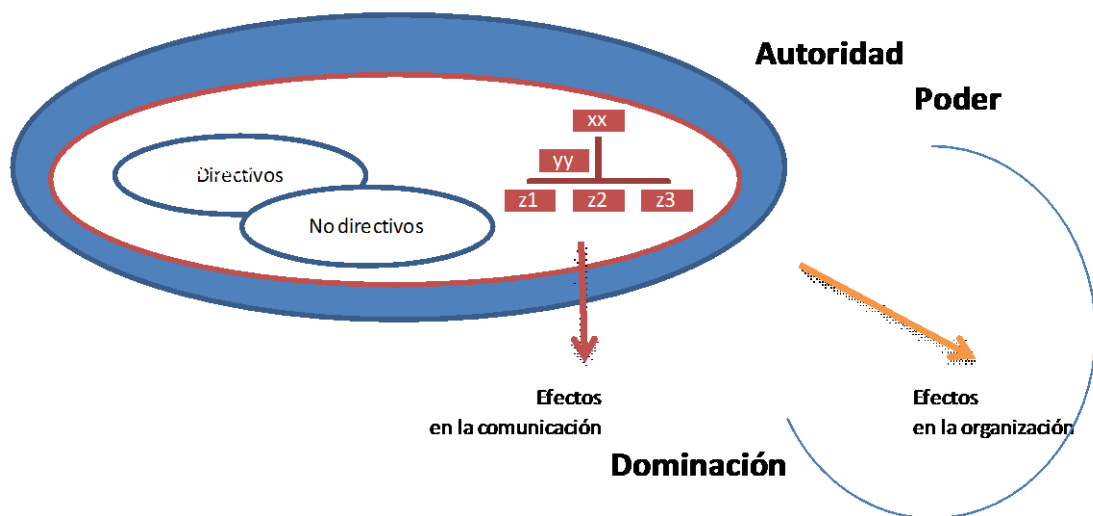 Autoridad
Poder
xx
yy
Directivos
z1 z2 z3
No directivos
Efectos
en la comunicación
Efectos
en la organización
Dominación